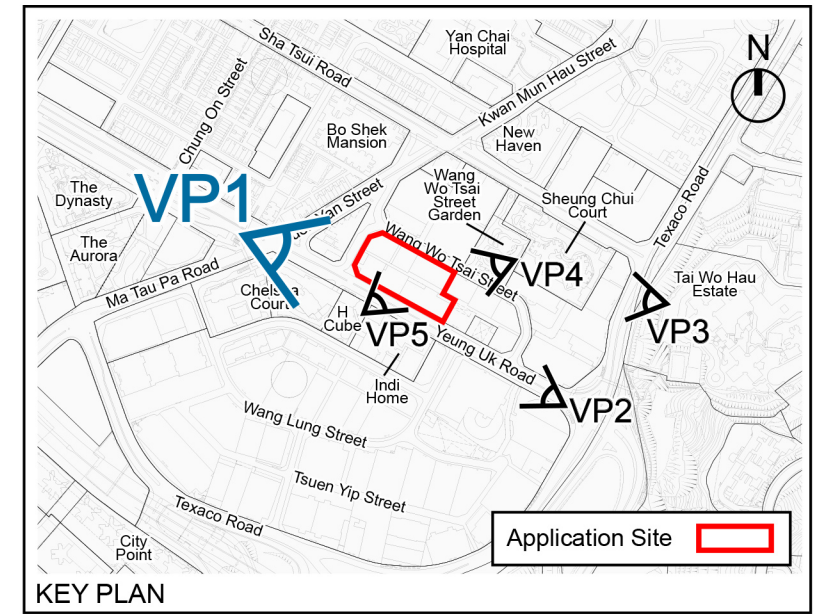 Sha Tsui Road
Yan Chai
Hospital
N
Chung On Street
Kwan Mun Hau Street
Bo Shek
Mansion
New
Haven
Wang
Wo Tsai
Street
Garden
The
Dynasty
VP1
Sheung Chui
Court
Texaco Road
The
Aurora
Street
Wang Wo Tsai Street
VP4
Tai Wo Hau
Estate
Ma Tau Pa Road
Chelsea
Court
H
Cube
VP5
VP3
Yeung Uk Road
Indi
Home
VP2
Wang Lung Street
Tsuen Yip Street
Texaco Road
City
Point
Application Site
KEY PLAN